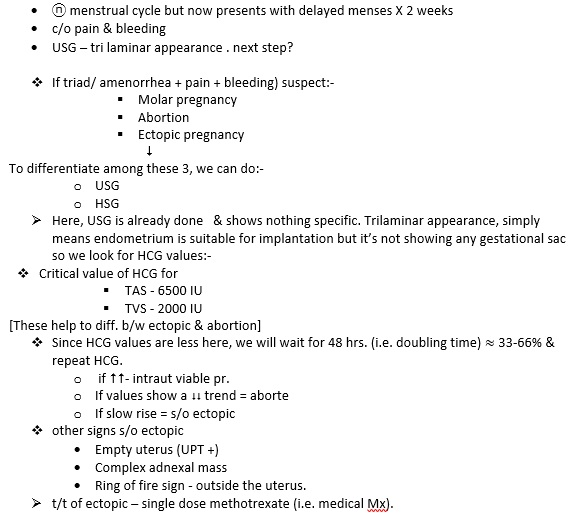 • ⓝ menstrual cycle but now presents with delayed menses X 2 weeks
• c/o pain & bleeding
• USG – tri laminar appearance . next step?
❖ If triad/ amenorrhea + pain + bleeding) suspect:-
▪ Molar pregnancy
▪ Abortion
▪ Ectopic pregnancy
↓
To differentiate among these 3, we can do:-
o USG
o HSG
➢ Here, USG is already done & shows nothing specific. Trilaminar appearance, simply
means endometrium is suitable for implantation but it's not showing any gestational sac
so we look for HCG values:-
❖ Critical value of HCG for
▪ TAS - 6500 IU
▪ TVS - 2000 IU
[These help to diff. b/w ectopic & abortion]
❖ Since HCG values are less here, we will wait for 48 hrs. (i.e. doubling time) ≈ 33-66% &
repeat HCG.
o if ↑↑- intraut viable pr.
o If values show a ↓↓ trend = aborte
o If slow rise = s/o ectopic
❖ other signs s/o ectopic
• Empty uterus (UPT +)
• Complex adnexal mass
• Ring of fire sign - outside the uterus.
➢ t/t of ectopic – single dose methotrexate (i.e. medical Mx).